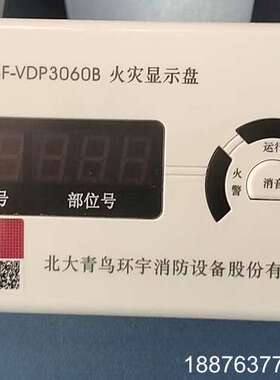 F-VDP3060B 火灾显示盘
运行
火警
消音
号 部位号
北大青鸟环宇消防设备股份有
18876377